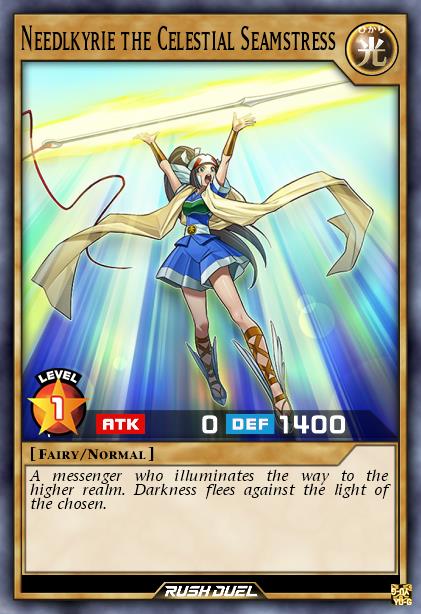 Needlkyrie the Celestial Seamstress
ひかり
光
LEVEL
1
ATK 0 DEF 1400
[Fairy/Normal]
A messenger who illuminates the way to the
higher realm. Darkness flees against the light of
the chosen.
RUSH DUEL